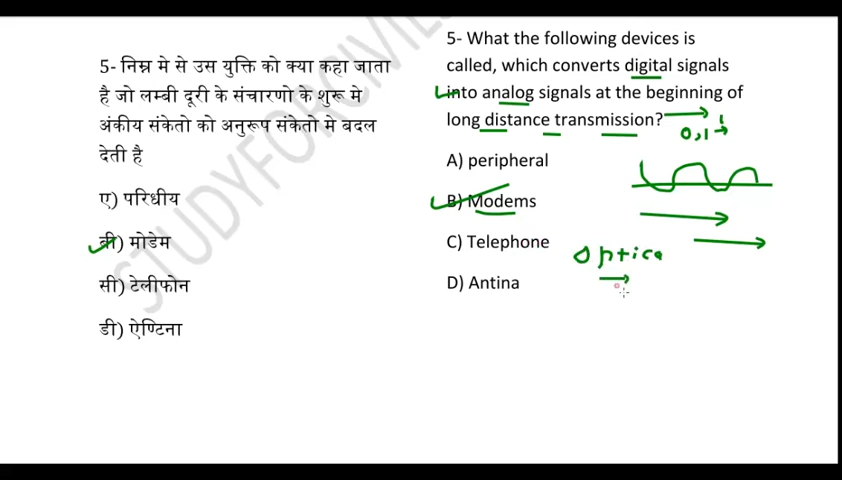 5- निम्न मे से उस युक्ति को क्या कहा जाता
है जो लम्बी दूरी के संचारणो के शुरू मे
अंकीय संकेतो को अनुरूप संकेतो मे बदल
देती है
ए) परिधीय
बी) मोडेम
सी) टेलीफोन
डी) ऐण्टिना
5- What the following devices is
called, which converts digital signals
into analog signals at the beginning of
long distance transmission?
0,1
A) peripheral
B) Modems
C) Telephone
optica
D) Antina